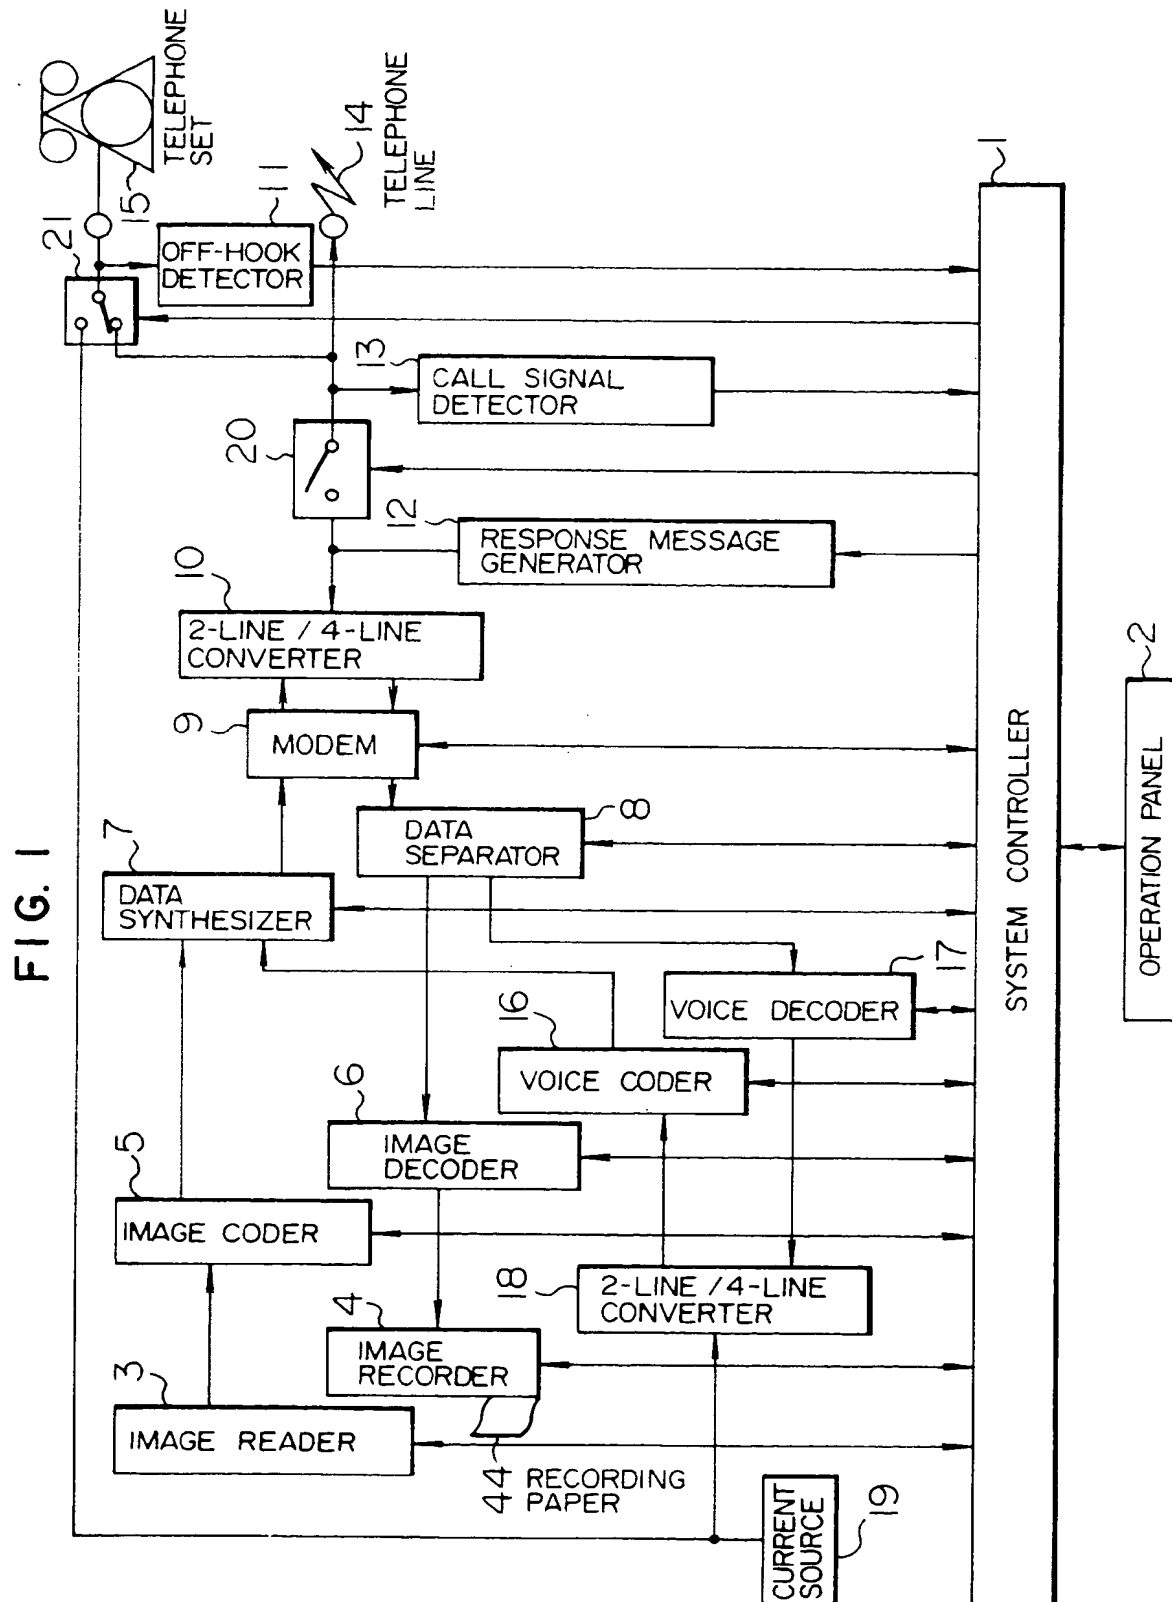 FIG. 1
15
TELEPHONE
SET
21
11
OFF-HOOK
DETECTOR
14
TELEPHONE
LINE
13
CALL SIGNAL
DETECTOR
20
12
RESPONSE MESSAGE
GENERATOR
10
2-LINE / 4-LINE
CONVERTER
9
MODEM
8
DATA
SEPARATOR
7
DATA
SYNTHESIZER
17
VOICE DECODER
16
VOICE CODER
6
IMAGE
DECODER
5
IMAGE CODER
18
2-LINE / 4-LINE
CONVERTER
4
IMAGE
RECORDER
3
IMAGE READER
44 RECORDING
PAPER
CURRENT
SOURCE
19
1
SYSTEM CONTROLLER
2
OPERATION PANEL